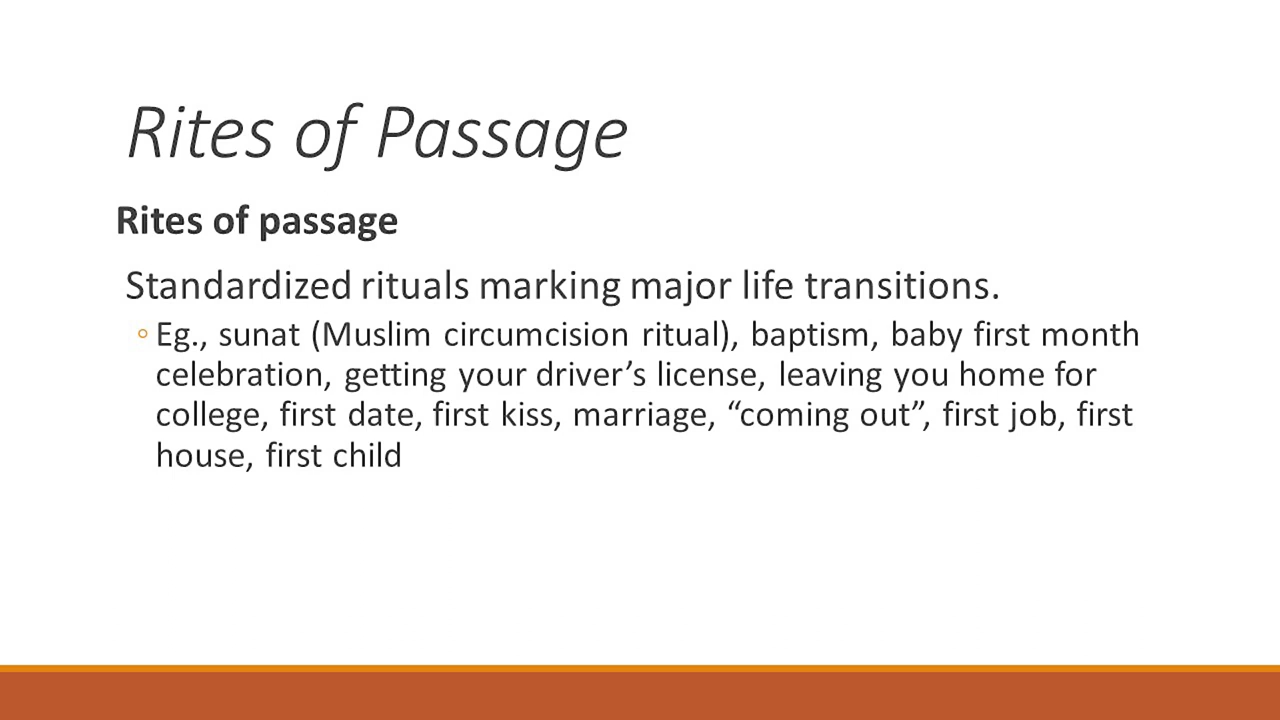 Rites of Passage
Rites of passage
Standardized rituals marking major life transitions.
◦ Eg., sunat (Muslim circumcision ritual), baptism, baby first month
celebration, getting your driver’s license, leaving you home for
college, first date, first kiss, marriage, “coming out”, first job, first
house, first child